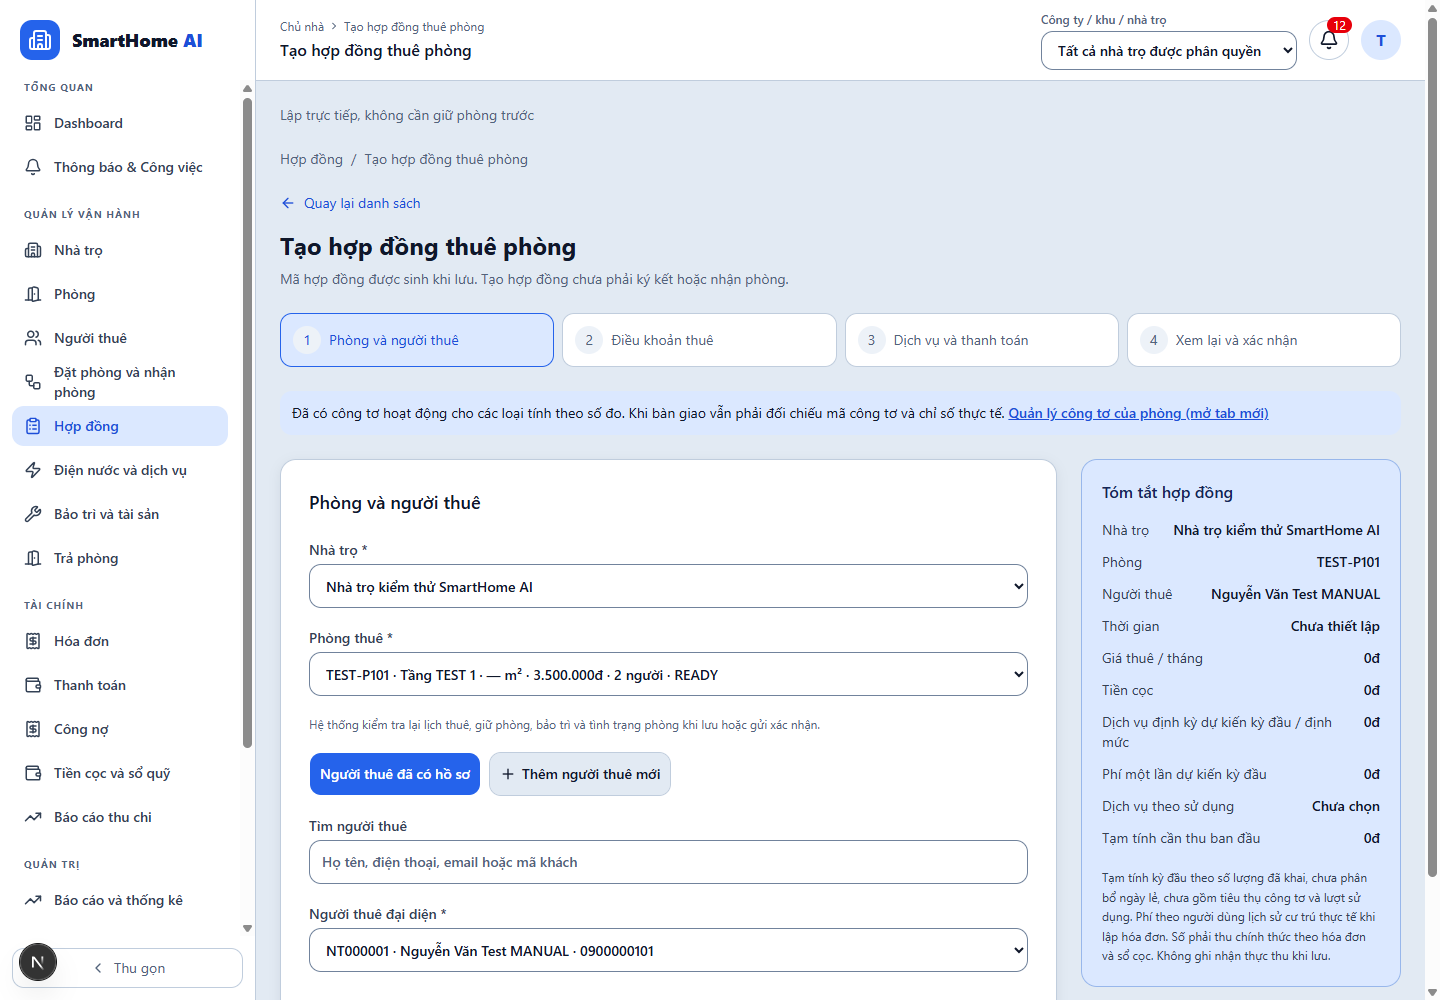 SmartHome AI
TỔNG QUAN
Dashboard
Thông báo & Công việc
QUẢN LÝ VẬN HÀNH
Nhà trọ
Phòng
Người thuê
Đặt phòng và nhận
phòng
Hợp đồng
Điện nước và dịch vụ
Bảo trì và tài sản
Trả phòng
TÀI CHÍNH
Hóa đơn
Thanh toán
Công nợ
Tiền cọc và sổ quỹ
Báo cáo thu chi
QUẢN TRỊ
Báo cáo và thống kê
N
Thu gọn
Chủ nhà > Tạo hợp đồng thuê phòng
Tạo hợp đồng thuê phòng
Công ty / khu / nhà trọ
Tất cả nhà trọ được phân quyền
12
T
Lập trực tiếp, không cần giữ phòng trước
Hợp đồng / Tạo hợp đồng thuê phòng
Quay lại danh sách
Tạo hợp đồng thuê phòng
Mã hợp đồng được sinh khi lưu. Tạo hợp đồng chưa phải ký kết hoặc nhận phòng.
1 Phòng và người thuê
2 Điều khoản thuê
3 Dịch vụ và thanh toán
4 Xem lại và xác nhận
Đã có công tơ hoạt động cho các loại tính theo số đo. Khi bàn giao vẫn phải đối chiếu mã công tơ và chỉ số thực tế. Quản lý công tơ của phòng (mở tab mới)
Phòng và người thuê
Nhà trọ *
Nhà trọ kiểm thử SmartHome AI
Phòng thuê *
TEST-P101 · Tầng TEST 1 · — m² · 3.500.000đ · 2 người · READY
Hệ thống kiểm tra lại lịch thuê, giữ phòng, bảo trì và tình trạng phòng khi lưu hoặc gửi xác nhận.
Người thuê đã có hồ sơ
+ Thêm người thuê mới
Tìm người thuê
Họ tên, điện thoại, email hoặc mã khách
Người thuê đại diện *
NT000001 · Nguyễn Văn Test MANUAL · 0900000101
Tóm tắt hợp đồng
Nhà trọ Nhà trọ kiểm thử SmartHome AI
Phòng TEST-P101
Người thuê Nguyễn Văn Test MANUAL
Thời gian Chưa thiết lập
Giá thuê / tháng 0đ
Tiền cọc 0đ
Dịch vụ định kỳ dự kiến kỳ đầu / định 0đ
mức
Phí một lần dự kiến kỳ đầu 0đ
Dịch vụ theo sử dụng Chưa chọn
Tạm tính cần thu ban đầu 0đ
Tạm tính kỳ đầu theo số lượng đã khai, chưa phân
bổ ngày lẻ, chưa gồm tiêu thụ công tơ và lượt sử
dụng. Phí theo người dùng lịch sử cư trú thực tế khi
lập hóa đơn. Số phải thu chính thức theo hóa đơn
và sổ cọc. Không ghi nhận thực thu khi lưu.